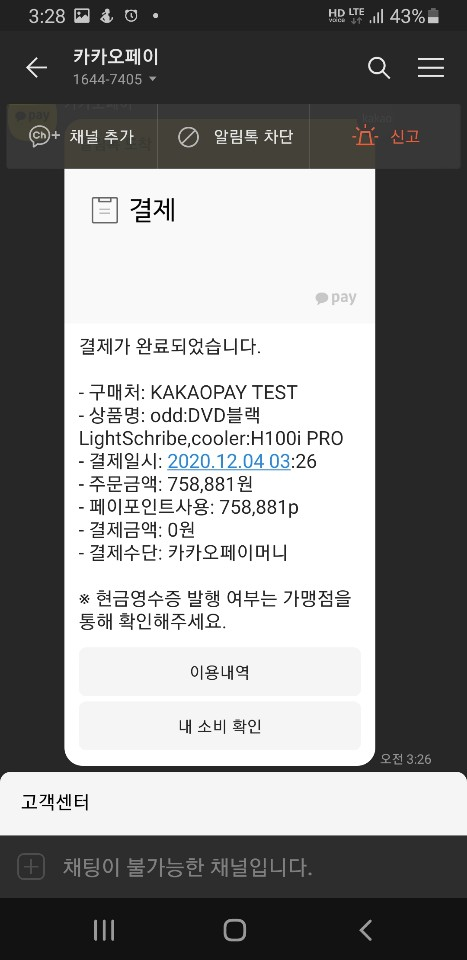 3:28
HD voice LTE 43%
카카오페이
1644-7405
pay
Ch+ 채널 추가
알림톡 차단
신고
결제
pay
결제가 완료되었습니다.
- 구매처: KAKAOPAY TEST
- 상품명: odd:DVD블랙
LightSchribe,cooler:H100i PRO
- 결제일시: 2020.12.04 03:26
- 주문금액: 758,881원
- 페이포인트사용: 758,881p
- 결제금액: 0원
- 결제수단: 카카오페이머니
※ 현금영수증 발행 여부는 가맹점을
통해 확인해주세요.
이용내역
내 소비 확인
오전 3:26
고객센터
채팅이 불가능한 채널입니다.